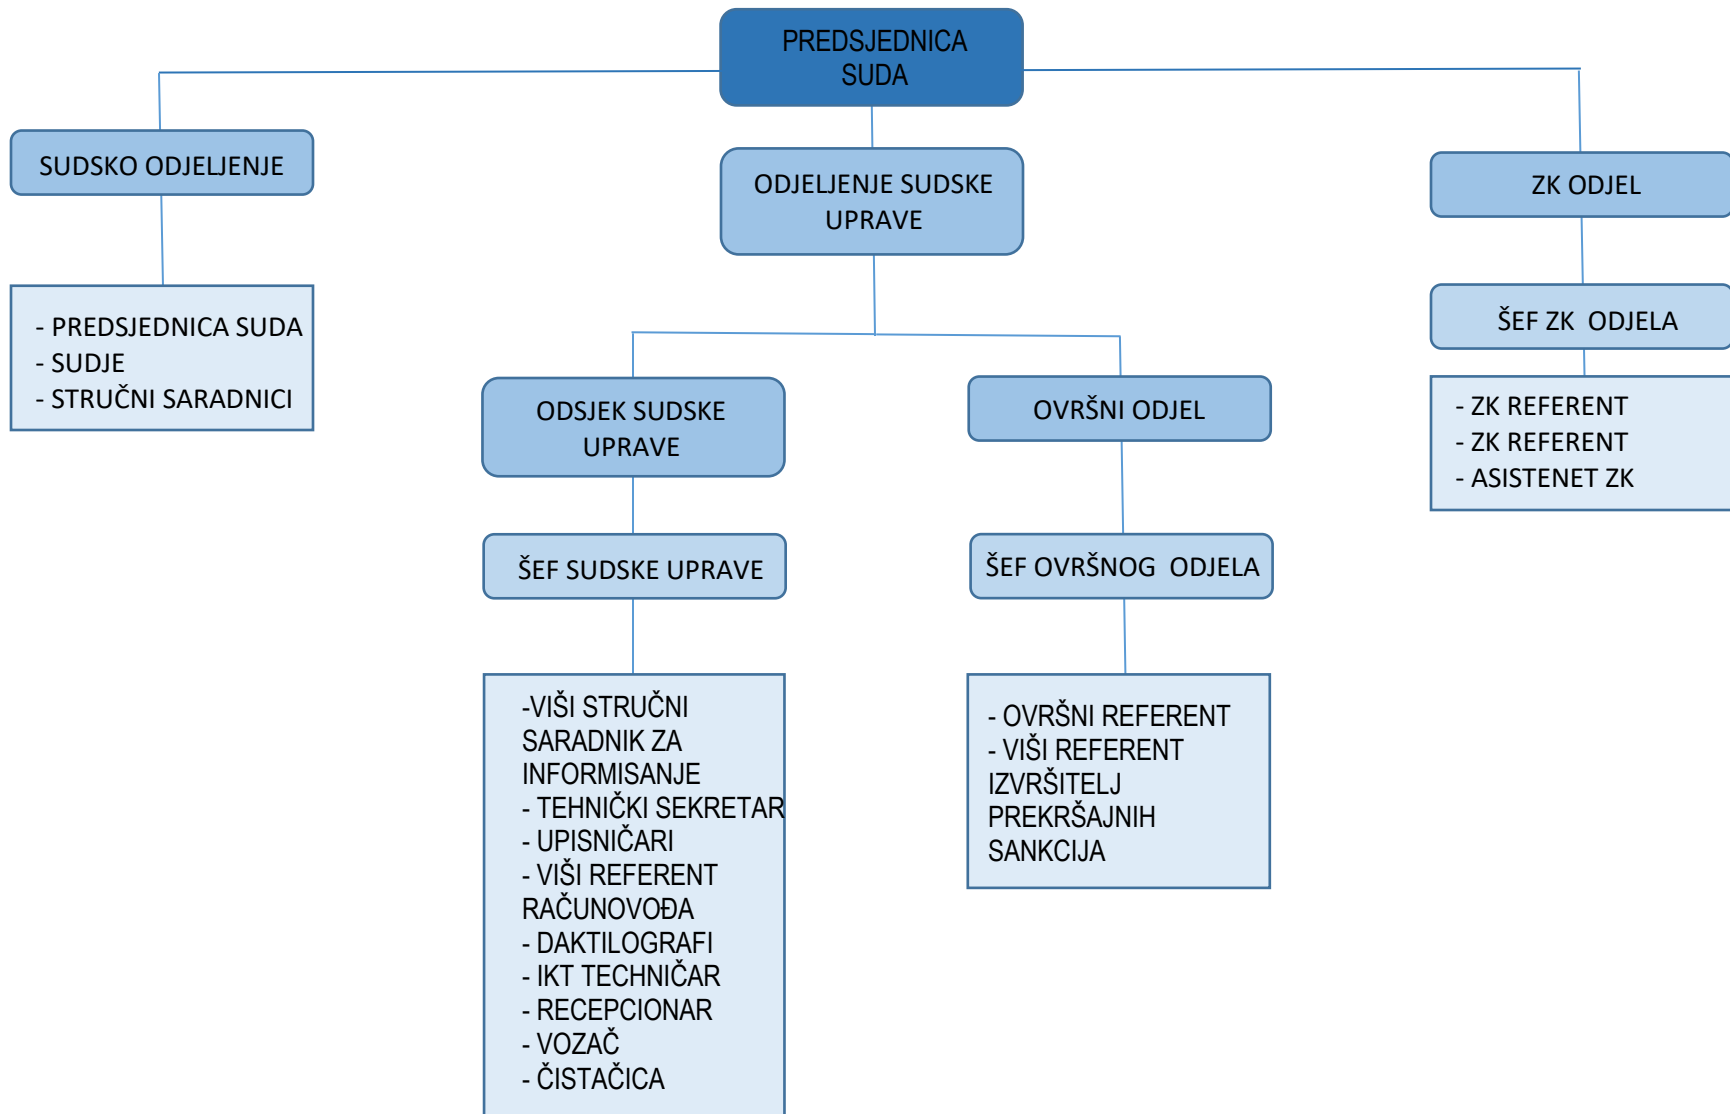 PREDSJEDNICA
SUDA
SUDSKO ODJELJENJE
- PREDSJEDNICA SUDA
- SUDJE
- STRUČNI SARADNICI
ODJELJENJE SUDSKE
UPRAVE
ODSJEK SUDSKE
UPRAVE
ŠEF SUDSKE UPRAVE
-VIŠI STRUČNI
SARADNIK ZA
INFORMISANJE
- TEHNIČKI SEKRETAR
- UPISNIČARI
- VIŠI REFERENT
RAČUNOVOĐA
- DAKTILOGRAFI
- IKT TECHNIČAR
- RECEPCIONAR
- VOZAČ
- ČISTAČICA
OVRŠNI ODJEL
ŠEF OVRŠNOG  ODJELA
- OVRŠNI REFERENT
- VIŠI REFERENT
IZVRŠITELJ
PREKRŠAJNIH
SANKCIJA
ZK ODJEL
ŠEF ZK  ODJELA
- ZK REFERENT
- ZK REFERENT
- ASISTENET ZK